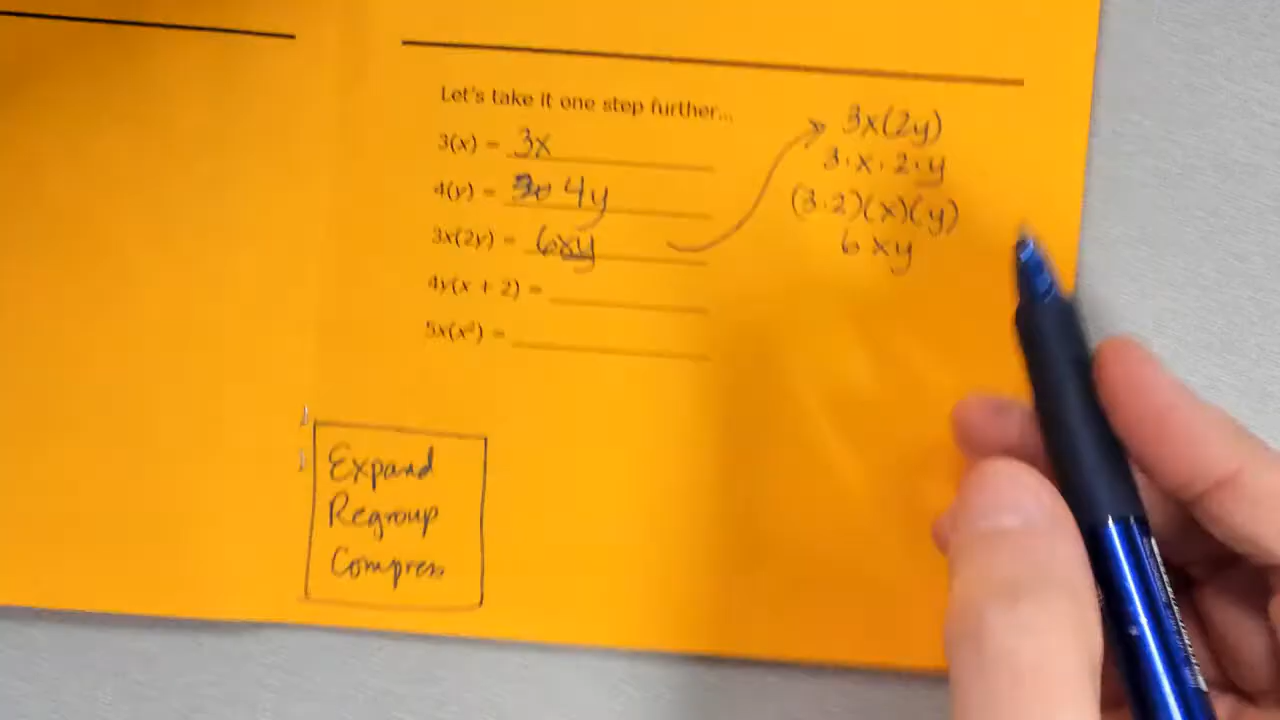 Let's take it one step further...
3(x) = 3x
4(y) = 4y
3x(2y) = 6xy
4y(x + 2) =
5x(x²) =
3x(2y)
3·x·2·y
(3·2)(x)(y)
6xy
Expand
Regroup
Compress